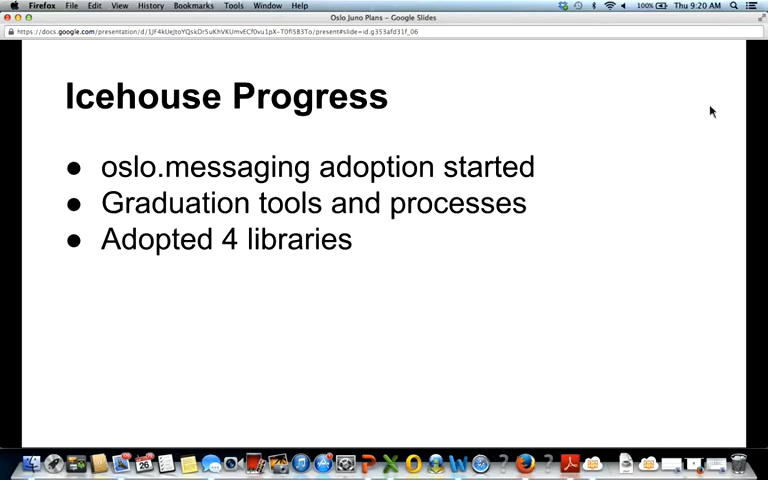 Firefox File Edit View History Bookmarks Tools Window Help
100% Thu 9:20 AM
Oslo Juno Plans – Google Slides
Icehouse Progress
● oslo.messaging adoption started
● Graduation tools and processes
● Adopted 4 libraries
26